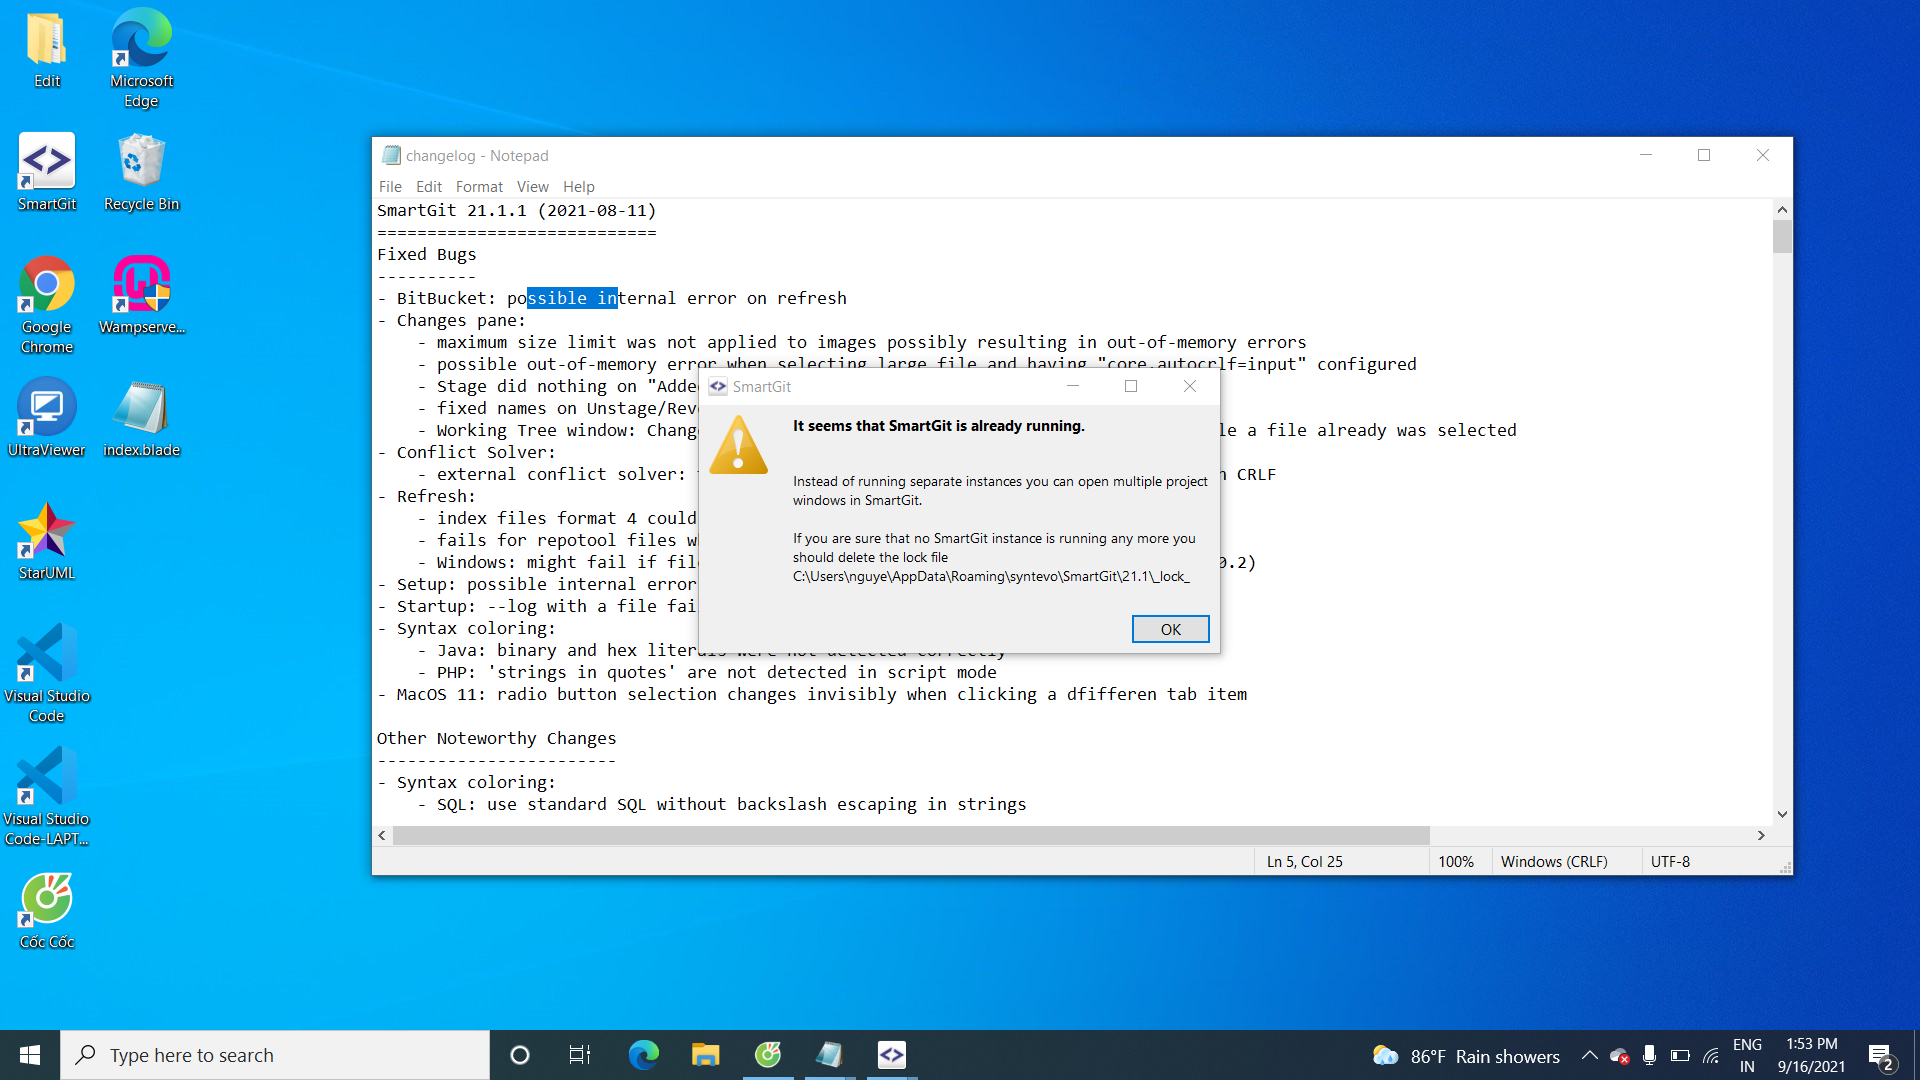 Edit
Microsoft
Edge
SmartGit
Recycle Bin
Google
Chrome
Wampserve...
UltraViewer
index.blade
StarUML
Visual Studio
Code
Visual Studio
Code-LAPT...
Cốc Cốc
changelog - Notepad
File Edit Format View Help
SmartGit 21.1.1 (2021-08-11)
============================
Fixed Bugs
----------
- BitBucket: possible internal error on refresh
- Changes pane:
- maximum size limit was not applied to images possibly resulting in out-of-memory errors
- possible out-of-memory error when selecting large file and having "core.autocrlf=input" configured
- Stage did nothing on "Adde
- fixed names on Unstage/Rev
- Working Tree window: Chang le a file already was selected
- Conflict Solver:
- external conflict solver: CRLF
- Refresh:
- index files format 4 could
- fails for repotool files w
- Windows: might fail if fil 0.2)
- Setup: possible internal error
- Startup: --log with a file fai
- Syntax coloring:
- Java: binary and hex literals were not detected correctly
- PHP: 'strings in quotes' are not detected in script mode
- MacOS 11: radio button selection changes invisibly when clicking a dfifferen tab item
Other Noteworthy Changes
------------------------
- Syntax coloring:
- SQL: use standard SQL without backslash escaping in strings
Ln 5, Col 25 100% Windows (CRLF) UTF-8
SmartGit
It seems that SmartGit is already running.
Instead of running separate instances you can open multiple project
windows in SmartGit.
If you are sure that no SmartGit instance is running any more you
should delete the lock file
C:\Users\nguye\AppData\Roaming\syntevo\SmartGit\21.1\_lock_
OK
Type here to search
86°F Rain showers
ENG
IN
1:53 PM
9/16/2021
2